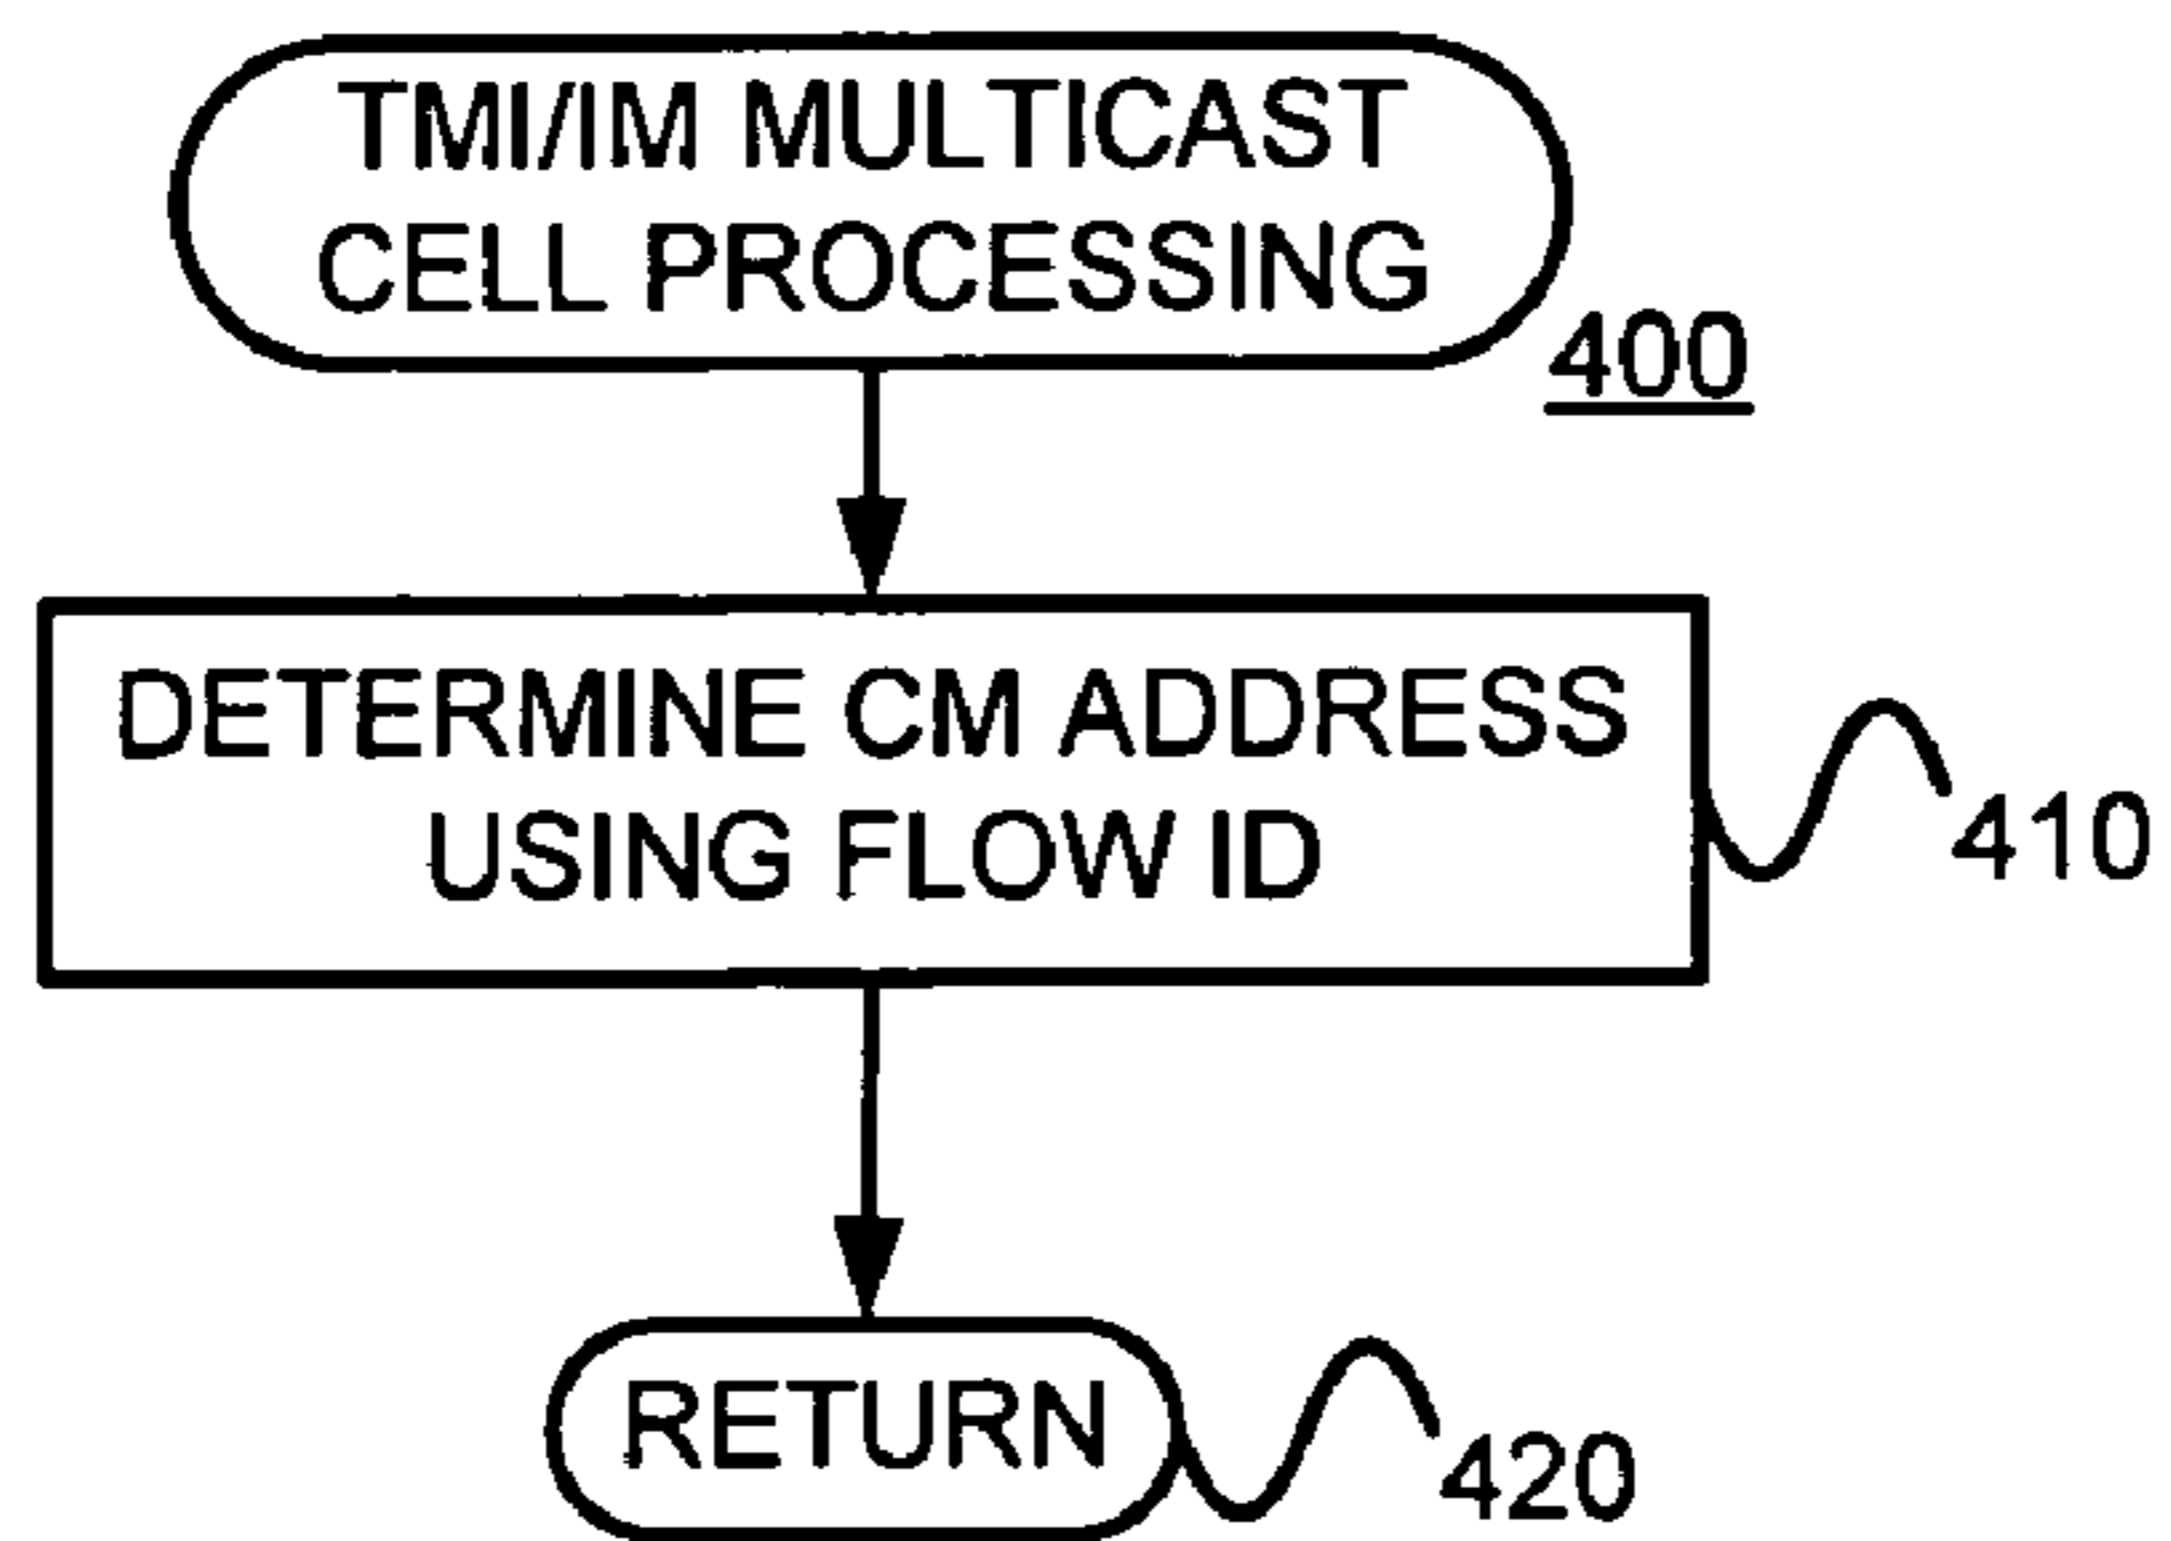 TMI/IM MULTICAST
CELL PROCESSING
400
DETERMINE CM ADDRESS
USING FLOW ID
410
RETURN
420